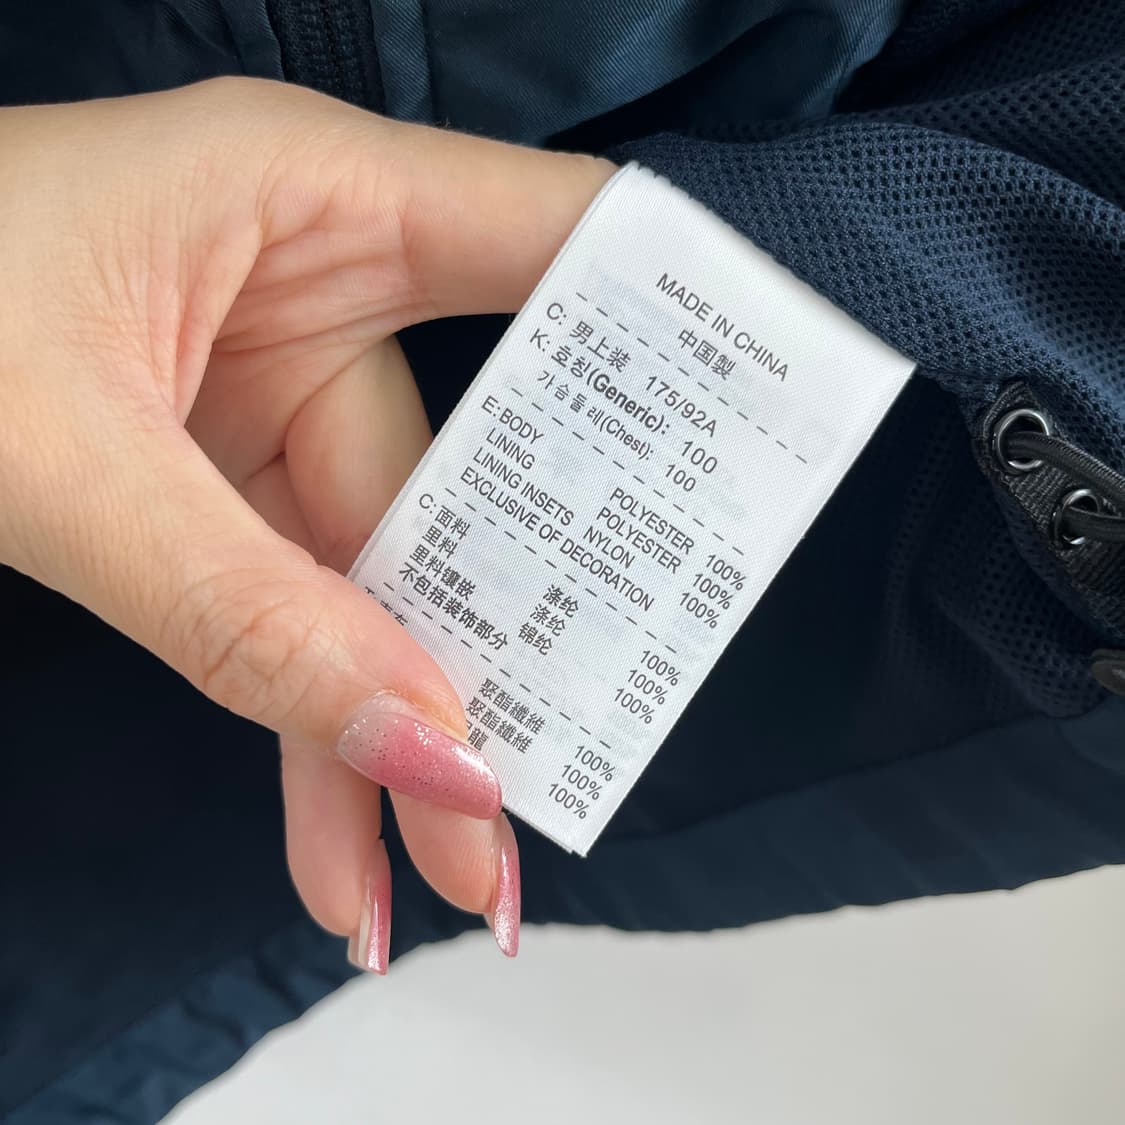 MADE IN CHINA
中国製
C: 男上装 175/92A
K: 호칭(Generic): 100
가슴둘레(Chest): 100
E: BODY POLYESTER 100%
LINING POLYESTER 100%
LINING INSETS NYLON 100%
EXCLUSIVE OF DECORATION
C: 面料 涤纶 100%
里料 涤纶 100%
里料镶嵌 锦纶 100%
不包括装饰部分
聚酯纖維 100%
聚酯纖維 100%
龍 100%